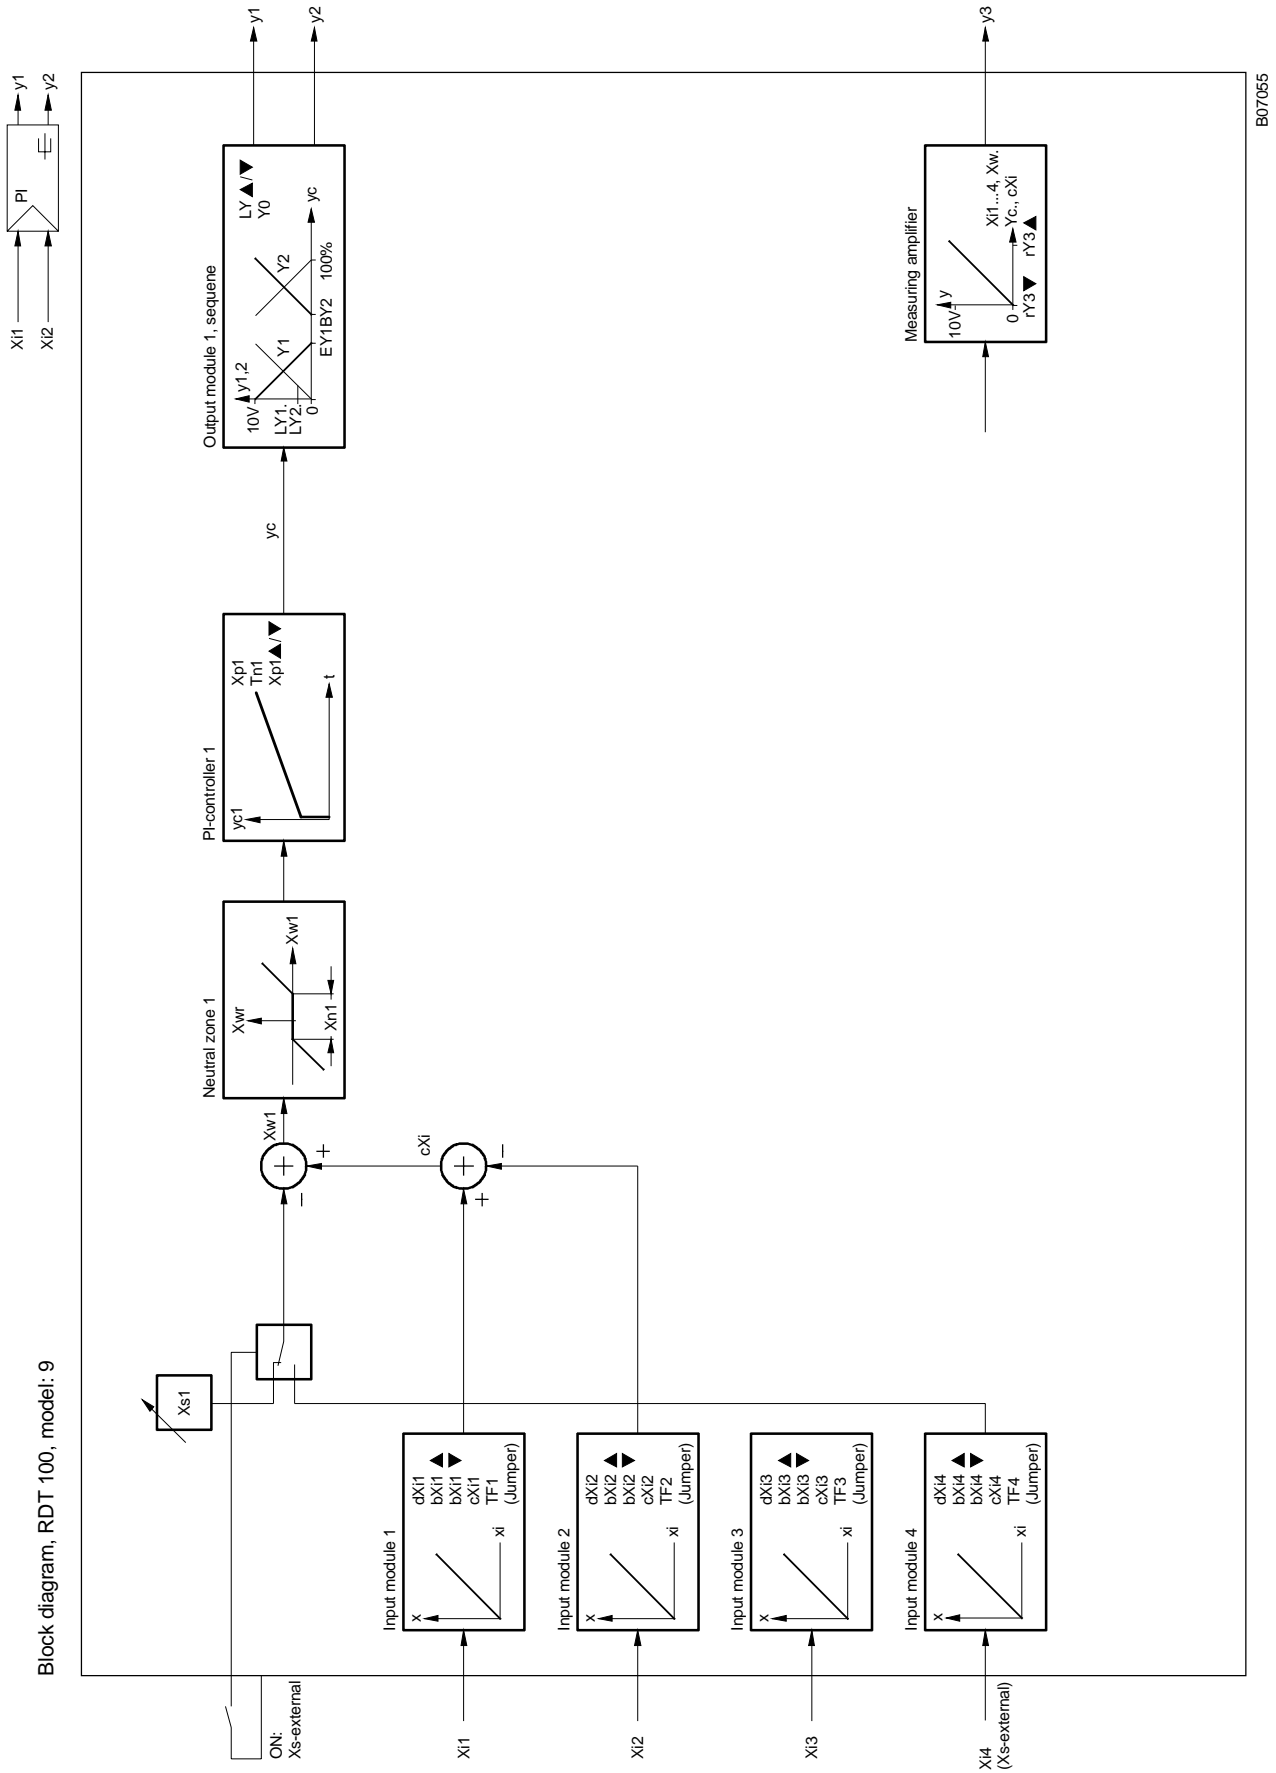 Block diagram, RDT 100, model: 9
Xi1
Xi2
PI
y1
y2
ON:
Xs-external
Xs1
Xw1
−
+
cXi
+
−
Neutral zone 1
Xwr
Xw1
Xn1
PI-controller 1
yc1
t
Xp1
Tn1
Xp1▲/▼
yc
Output module 1, sequene
10V
y1,2
LY1.
LY2.
0
Y1
Y2
EY1BY2
100%
yc
LY▲/▼
Y0
y1
y2
Xi1
Input module 1
x
xi
dXi1
bXi1▲
bXi1▼
cXi1
TF1
(Jumper)
Xi2
Input module 2
x
xi
dXi2
bXi2▲
bXi2▼
cXi2
TF2
(Jumper)
Xi3
Input module 3
x
xi
dXi3
bXi3▲
bXi3▼
cXi3
TF3
(Jumper)
Xi4
(Xs-external)
Input module 4
x
xi
dXi4
bXi4▲
bXi4▼
cXi4
TF4
(Jumper)
Measuring amplifier
10V
y
0
Xi1...4, Xw.
Yc., cXi
rY3▼
rY3▲
y3
B07055